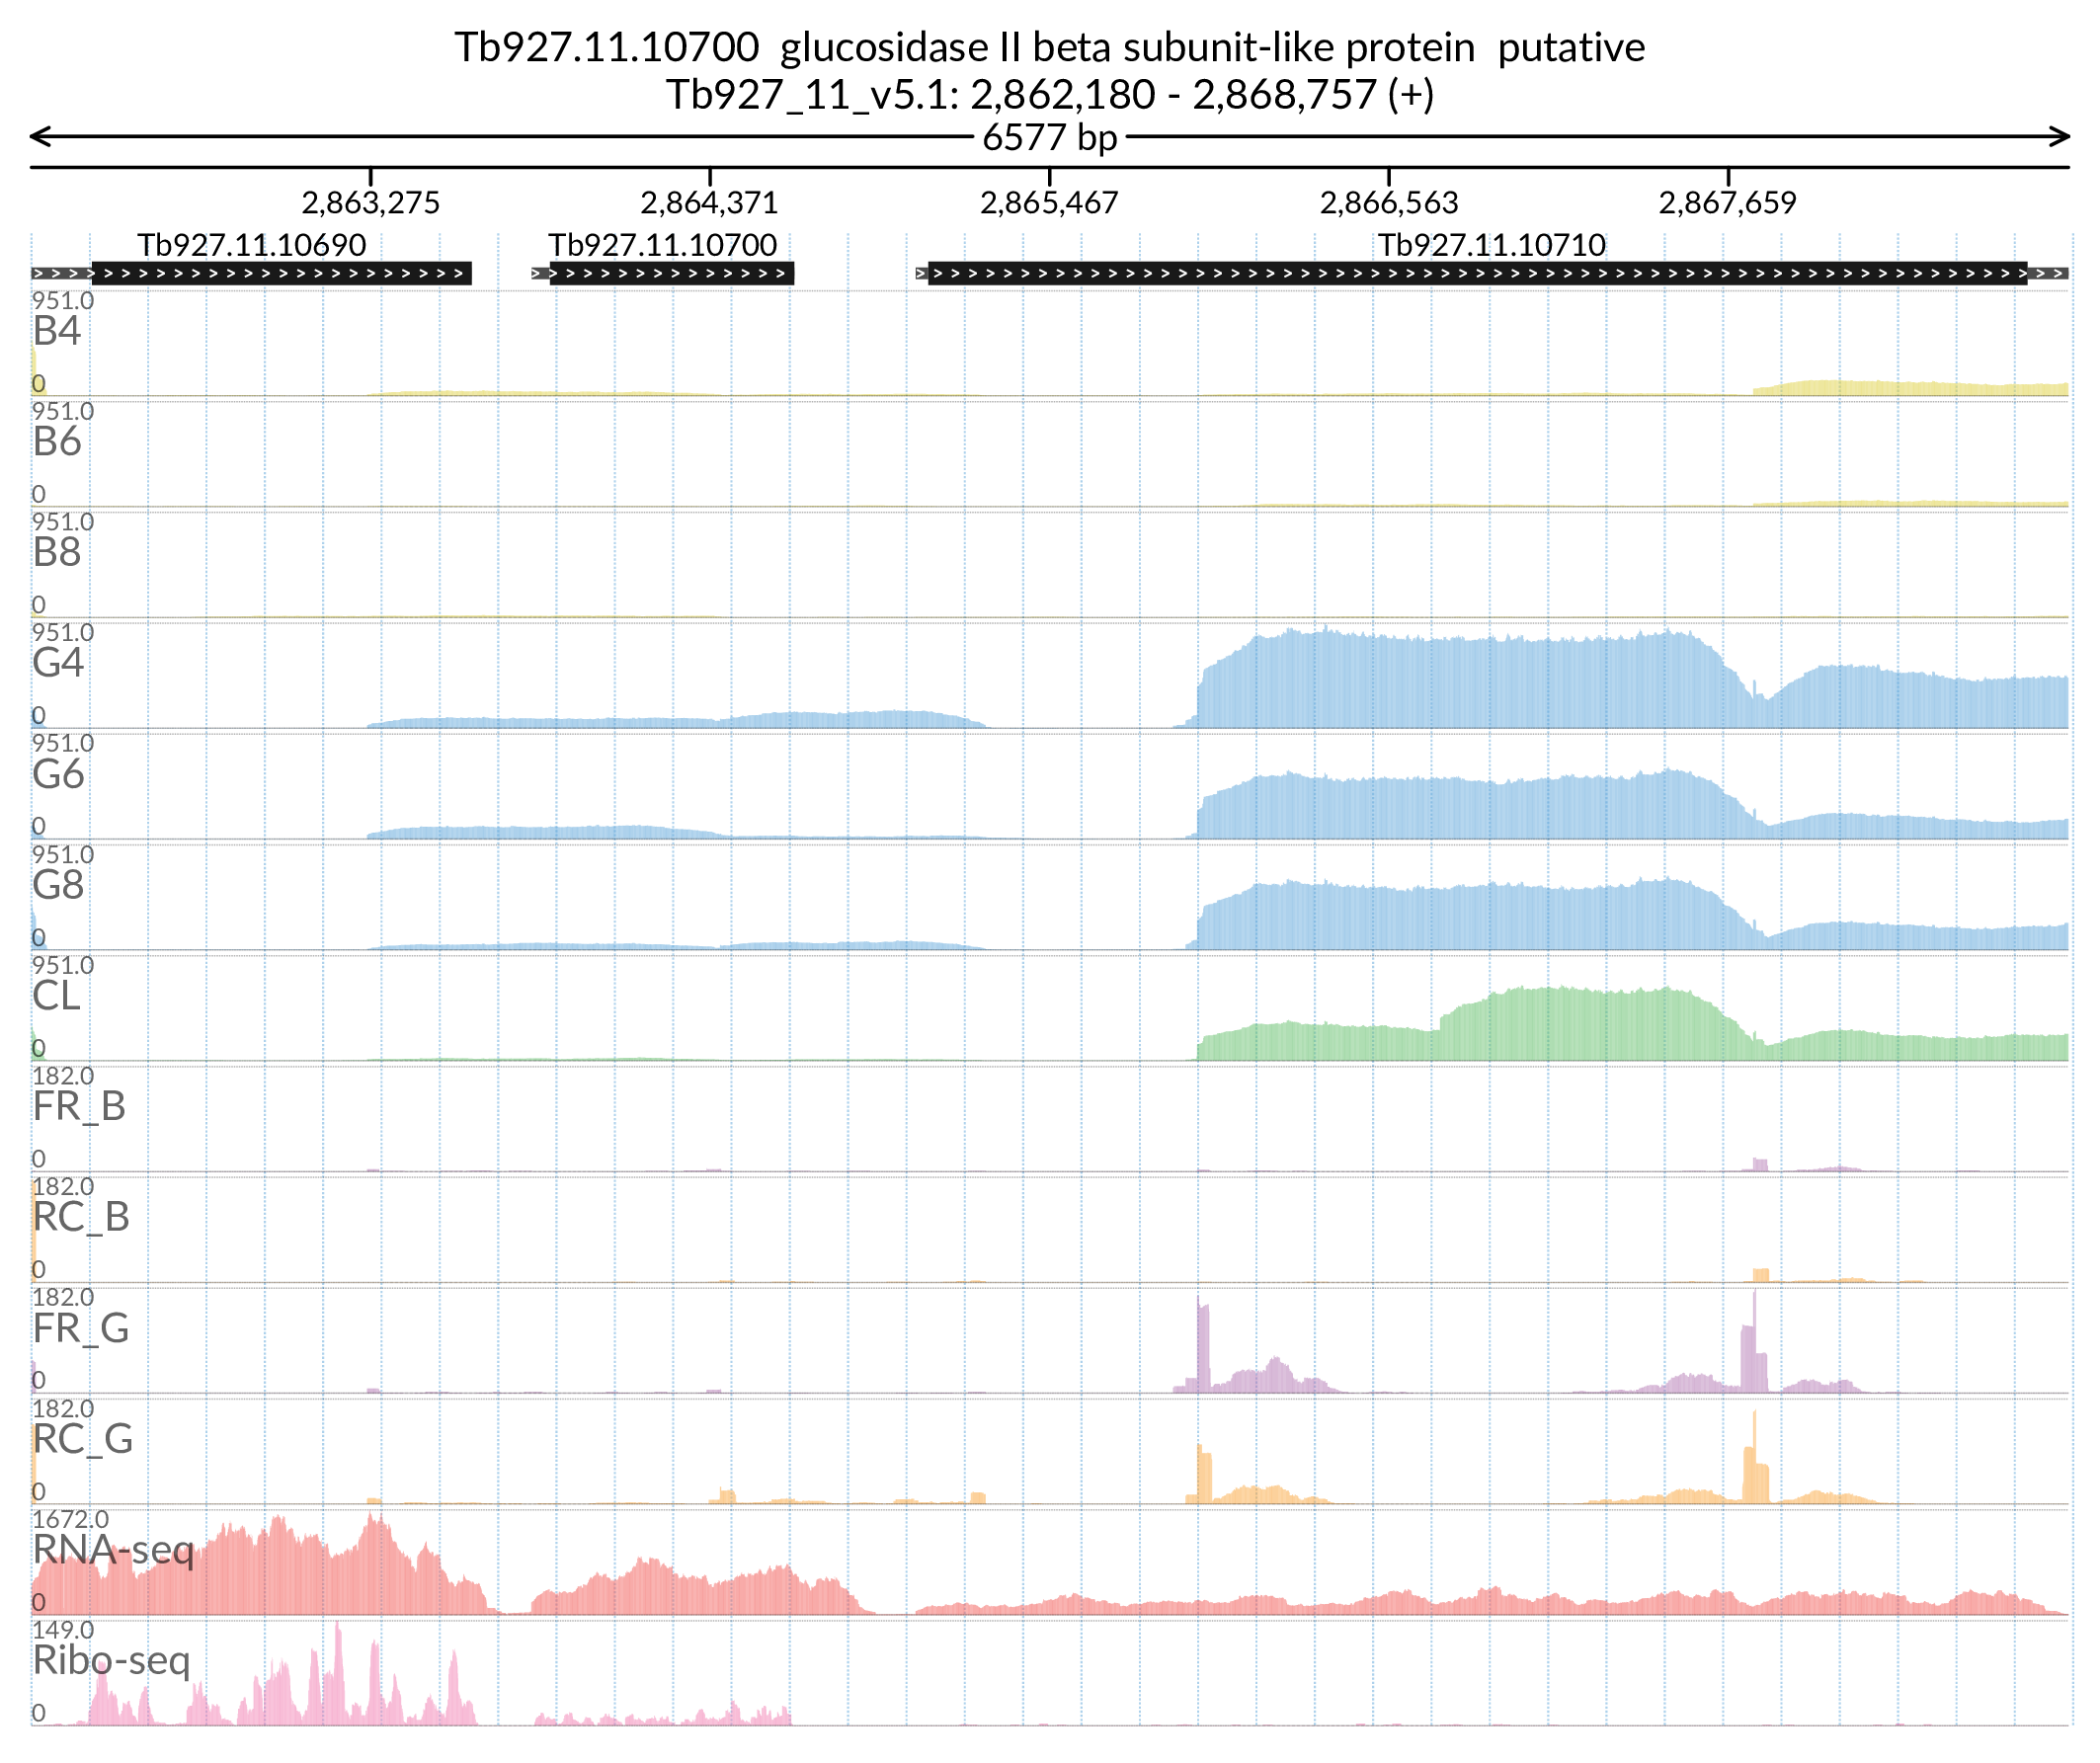 Tb927.11.10700 glucosidase II beta subunit-like protein putative
Tb927_11_v5.1: 2,862,180 - 2,868,757 (+)
6577 bp
2,863,275 2,864,371 2,865,467 2,866,563 2,867,659
Tb927.11.10690 Tb927.11.10700 Tb927.11.10710
951.0
B4
0
951.0
B6
0
951.0
B8
0
951.0
G4
0
951.0
G6
0
951.0
G8
0
951.0
CL
0
182.0
FR_B
0
182.0
RC_B
0
182.0
FR_G
0
182.0
RC_G
0
1672.0
RNA-seq
0
149.0
Ribo-seq
0